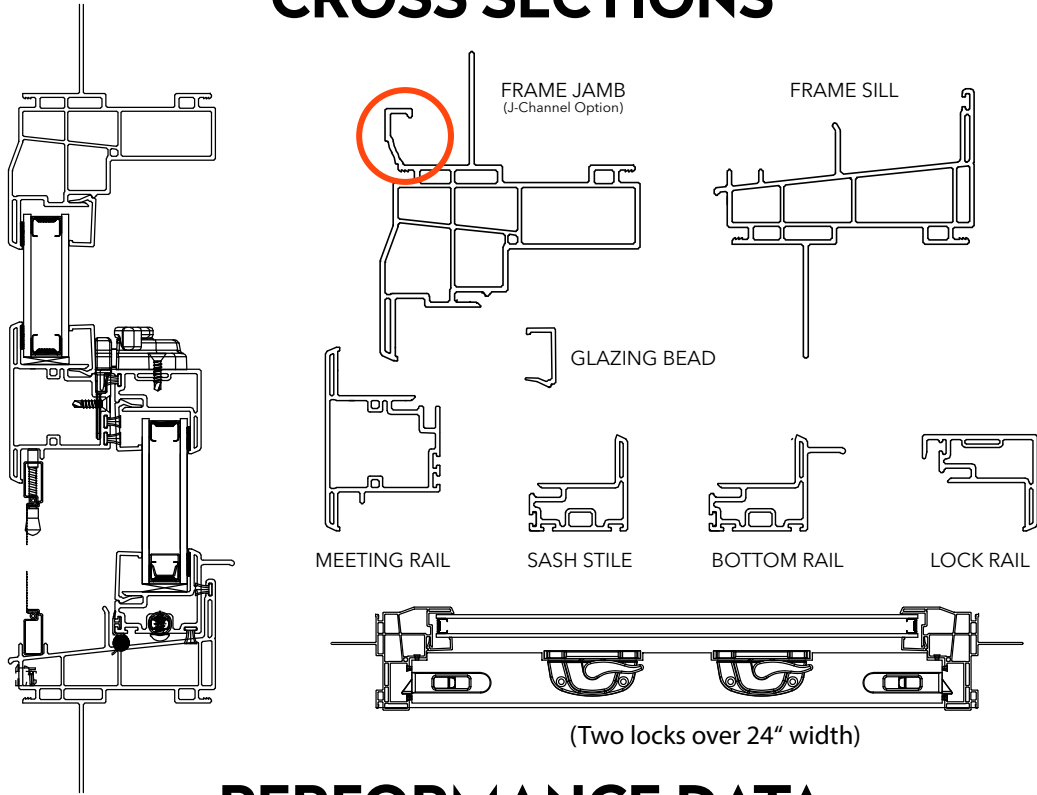 CROSS SECTIONS
FRAME JAMB
(J-Channel Option)
FRAME SILL
GLAZING BEAD
MEETING RAIL
SASH STILE
BOTTOM RAIL
LOCK RAIL
(Two locks over 24“ width)
PERFORMANCE DATA